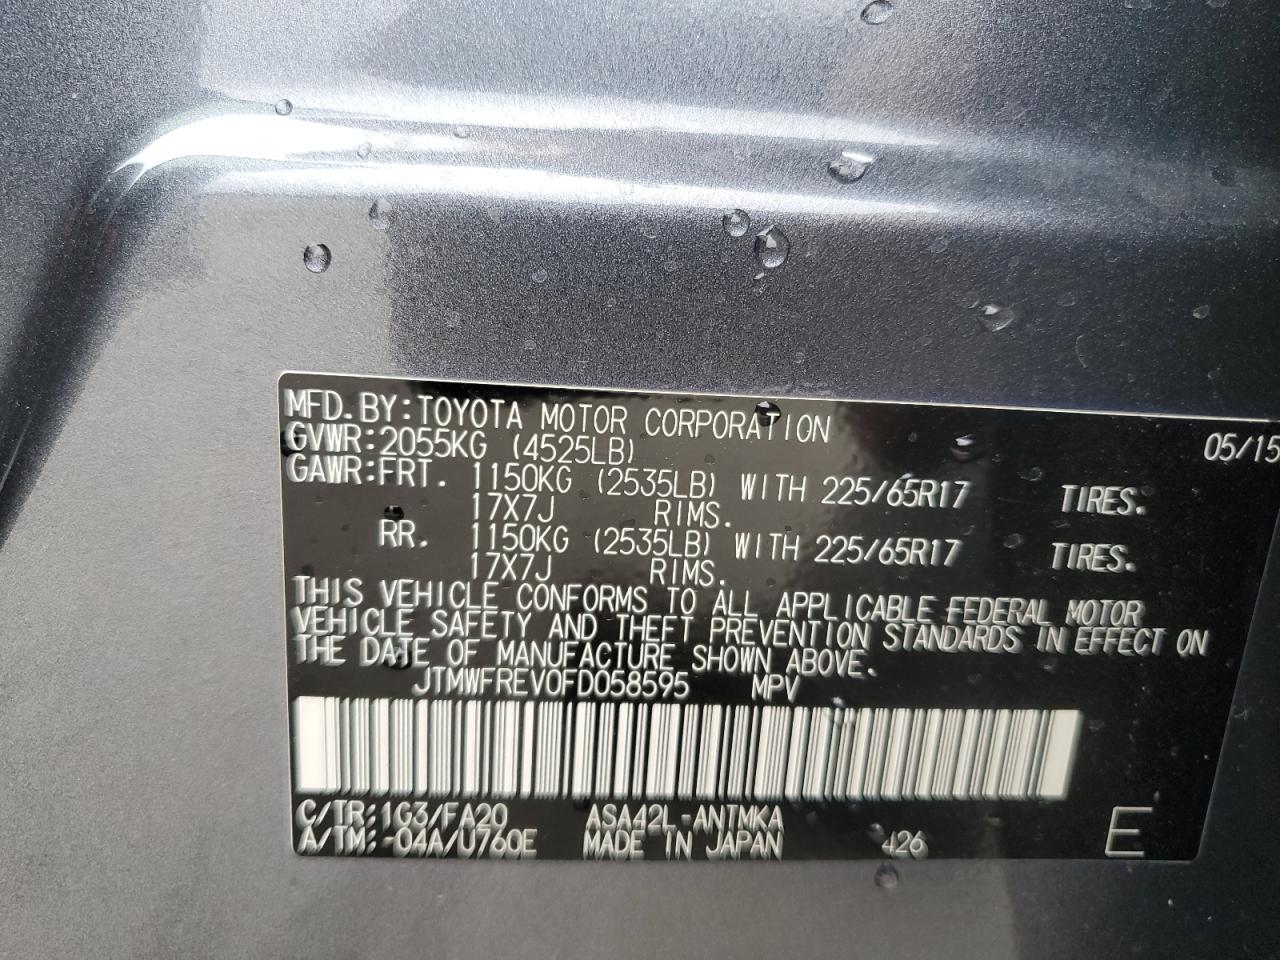 MFD. BY: TOYOTA MOTOR CORPORATION 05/15
GVWR: 2055KG (4525LB)
GAWR: FRT. 1150KG (2535LB) WITH 225/65R17 TIRES.
17X7J RIMS.
RR. 1150KG (2535LB) WITH 225/65R17 TIRES.
17X7J RIMS.
THIS VEHICLE CONFORMS TO ALL APPLICABLE FEDERAL MOTOR
VEHICLE SAFETY AND THEFT PREVENTION STANDARDS IN EFFECT ON
THE DATE OF MANUFACTURE SHOWN ABOVE.
JTMWFREV0FD058595 MPV
C/TR: 1G3/FA20 ASA42L-ANTMKA
A/TM: -04A/U760E MADE IN JAPAN E